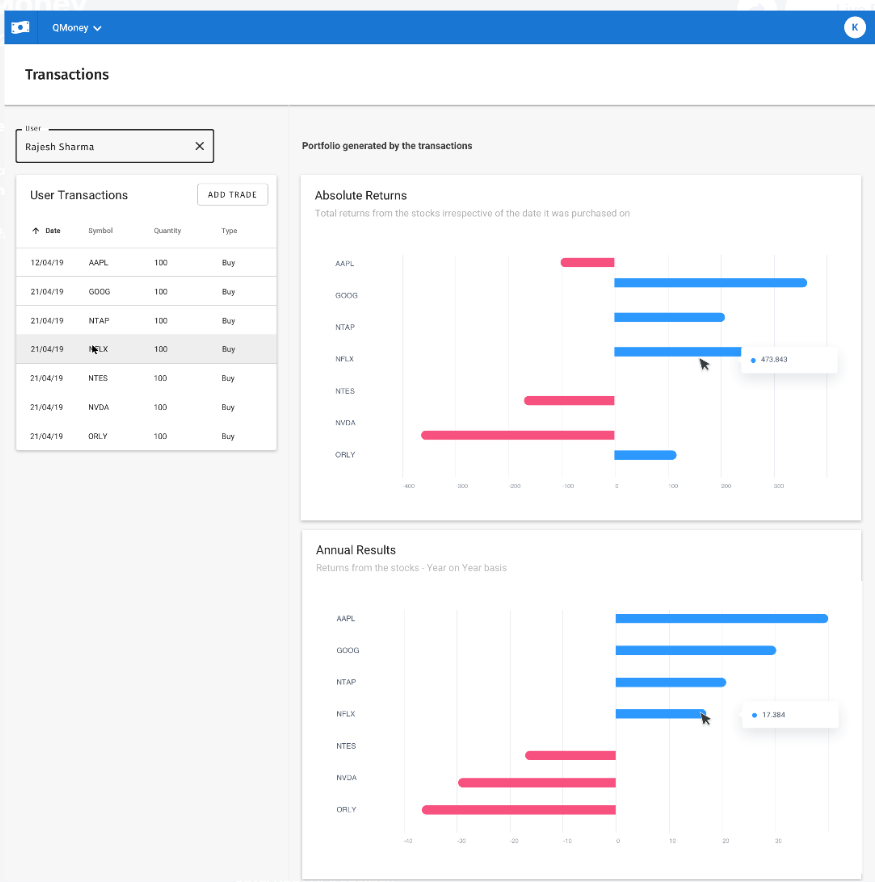 QMoney
K
Transactions
User
Rajesh Sharma
Portfolio generated by the transactions
User Transactions
ADD TRADE
Date Symbol Quantity Type
12/04/19 AAPL 100 Buy
21/04/19 GOOG 100 Buy
21/04/19 NTAP 100 Buy
21/04/19 NFLX 100 Buy
21/04/19 NTES 100 Buy
21/04/19 NVDA 100 Buy
21/04/19 ORLY 100 Buy
Absolute Returns
Total returns from the stocks irrespective of the date it was purchased on
AAPL
GOOG
NTAP
NFLX
473.843
NTES
NVDA
ORLY
-300 -200 -100 0 100 200 300
Annual Results
Returns from the stocks - Year on Year basis
AAPL
GOOG
NTAP
NFLX
17.384
NTES
NVDA
ORLY
-40 -30 -20 -10 0 10 20 30